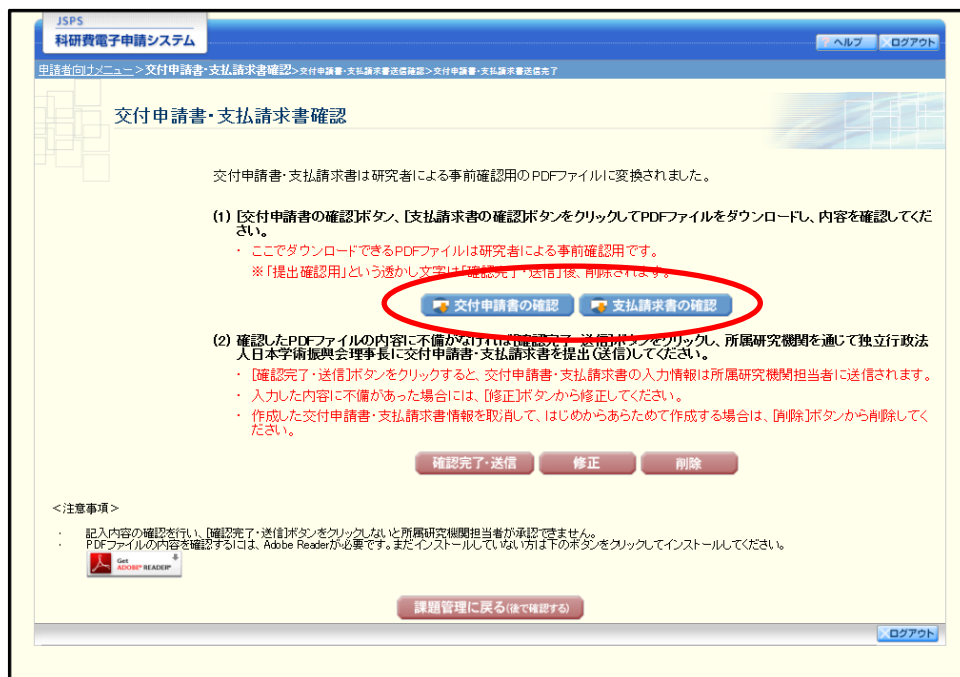 JSPS
科研費電子申請システム
ヘルプ
ログアウト
申請者向けメニュー>交付申請書・支払請求書確認>交付申請書・支払請求書送信確認>交付申請書・支払請求書送信完了
交付申請書・支払請求書確認
交付申請書・支払請求書は研究者による事前確認用のPDFファイルに変換されました。
(1) [交付申請書の確認]ボタン、[支払請求書の確認]ボタンをクリックしてPDFファイルをダウンロードし、内容を確認してくだ
さい。
・ ここでダウンロードできるPDFファイルは研究者による事前確認用です。
※「提出確認用」という透かし文字は「確認完了・送信」後、削除されます。
交付申請書の確認
支払請求書の確認
(2) 確認したPDFファイルの内容に不備がなければ[確認完了・送信]ボタンをクリックし、所属研究機関を通じて独立行政法
人日本学術振興会理事長に交付申請書・支払請求書を提出(送信)してください。
・ [確認完了・送信]ボタンをクリックすると、交付申請書・支払請求書の入力情報は所属研究機関担当者に送信されます。
・ 入力した内容に不備があった場合には、[修正]ボタンから修正してください。
・ 作成した交付申請書・支払請求書情報を取消して、はじめからあらためて作成する場合は、[削除]ボタンから削除してく
ださい。
確認完了・送信
修正
削除
<注意事項>
・ 記入内容の確認を行い、[確認完了・送信]ボタンをクリックしないと所属研究機関担当者が承認できません。
・ PDFファイルの内容を確認するには、Adobe Readerが必要です。まだインストールしていない方は下のボタンをクリックしてインストールしてください。
Get
ADOBE® READER®
課題管理に戻る(後で確認する)
ログアウト